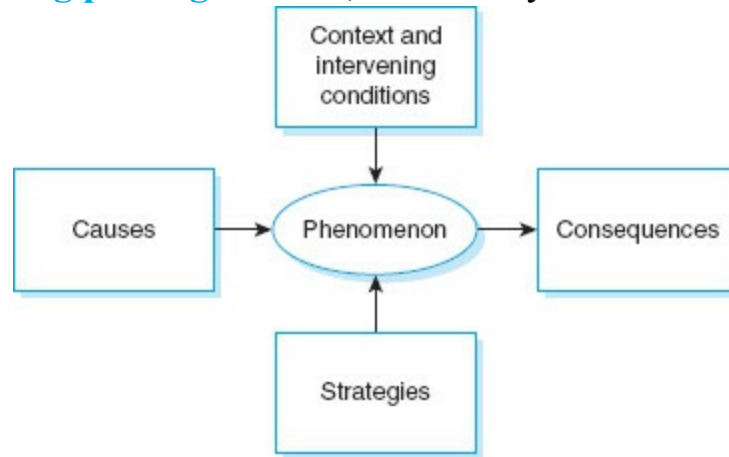 Context and
intervening
conditions
Causes
Phenomenon
Consequences
Strategies